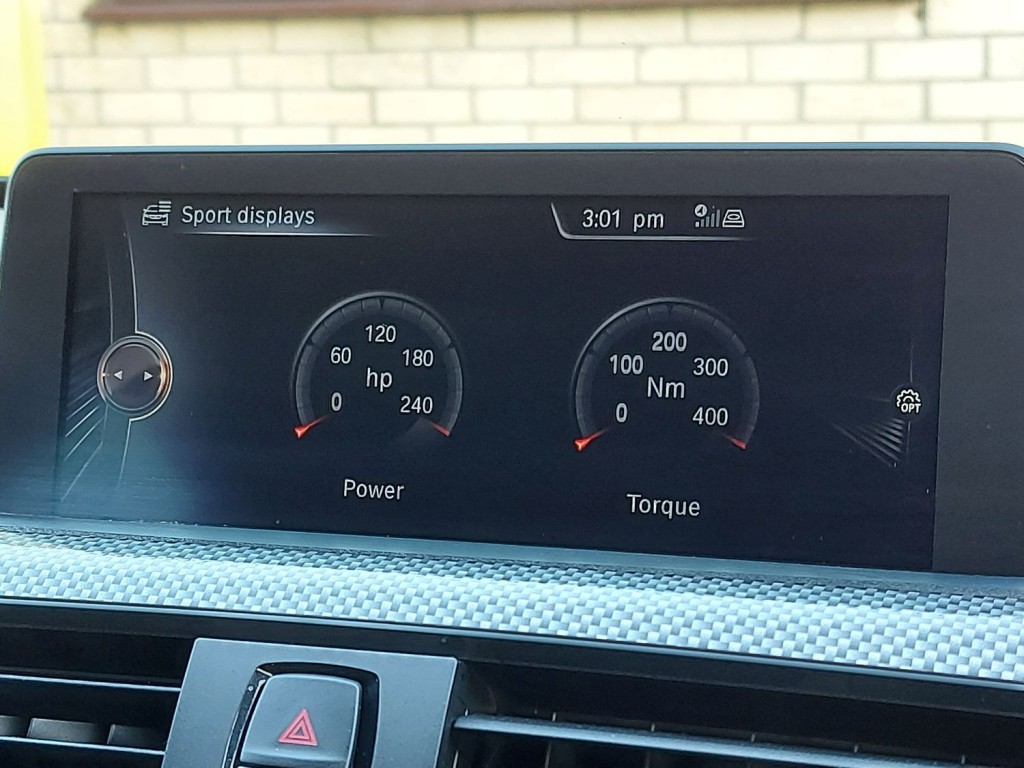 Sport displays
3:01 pm
120
60
180
hp
0
240
Power
200
100
300
Nm
0
400
Torque
OPT